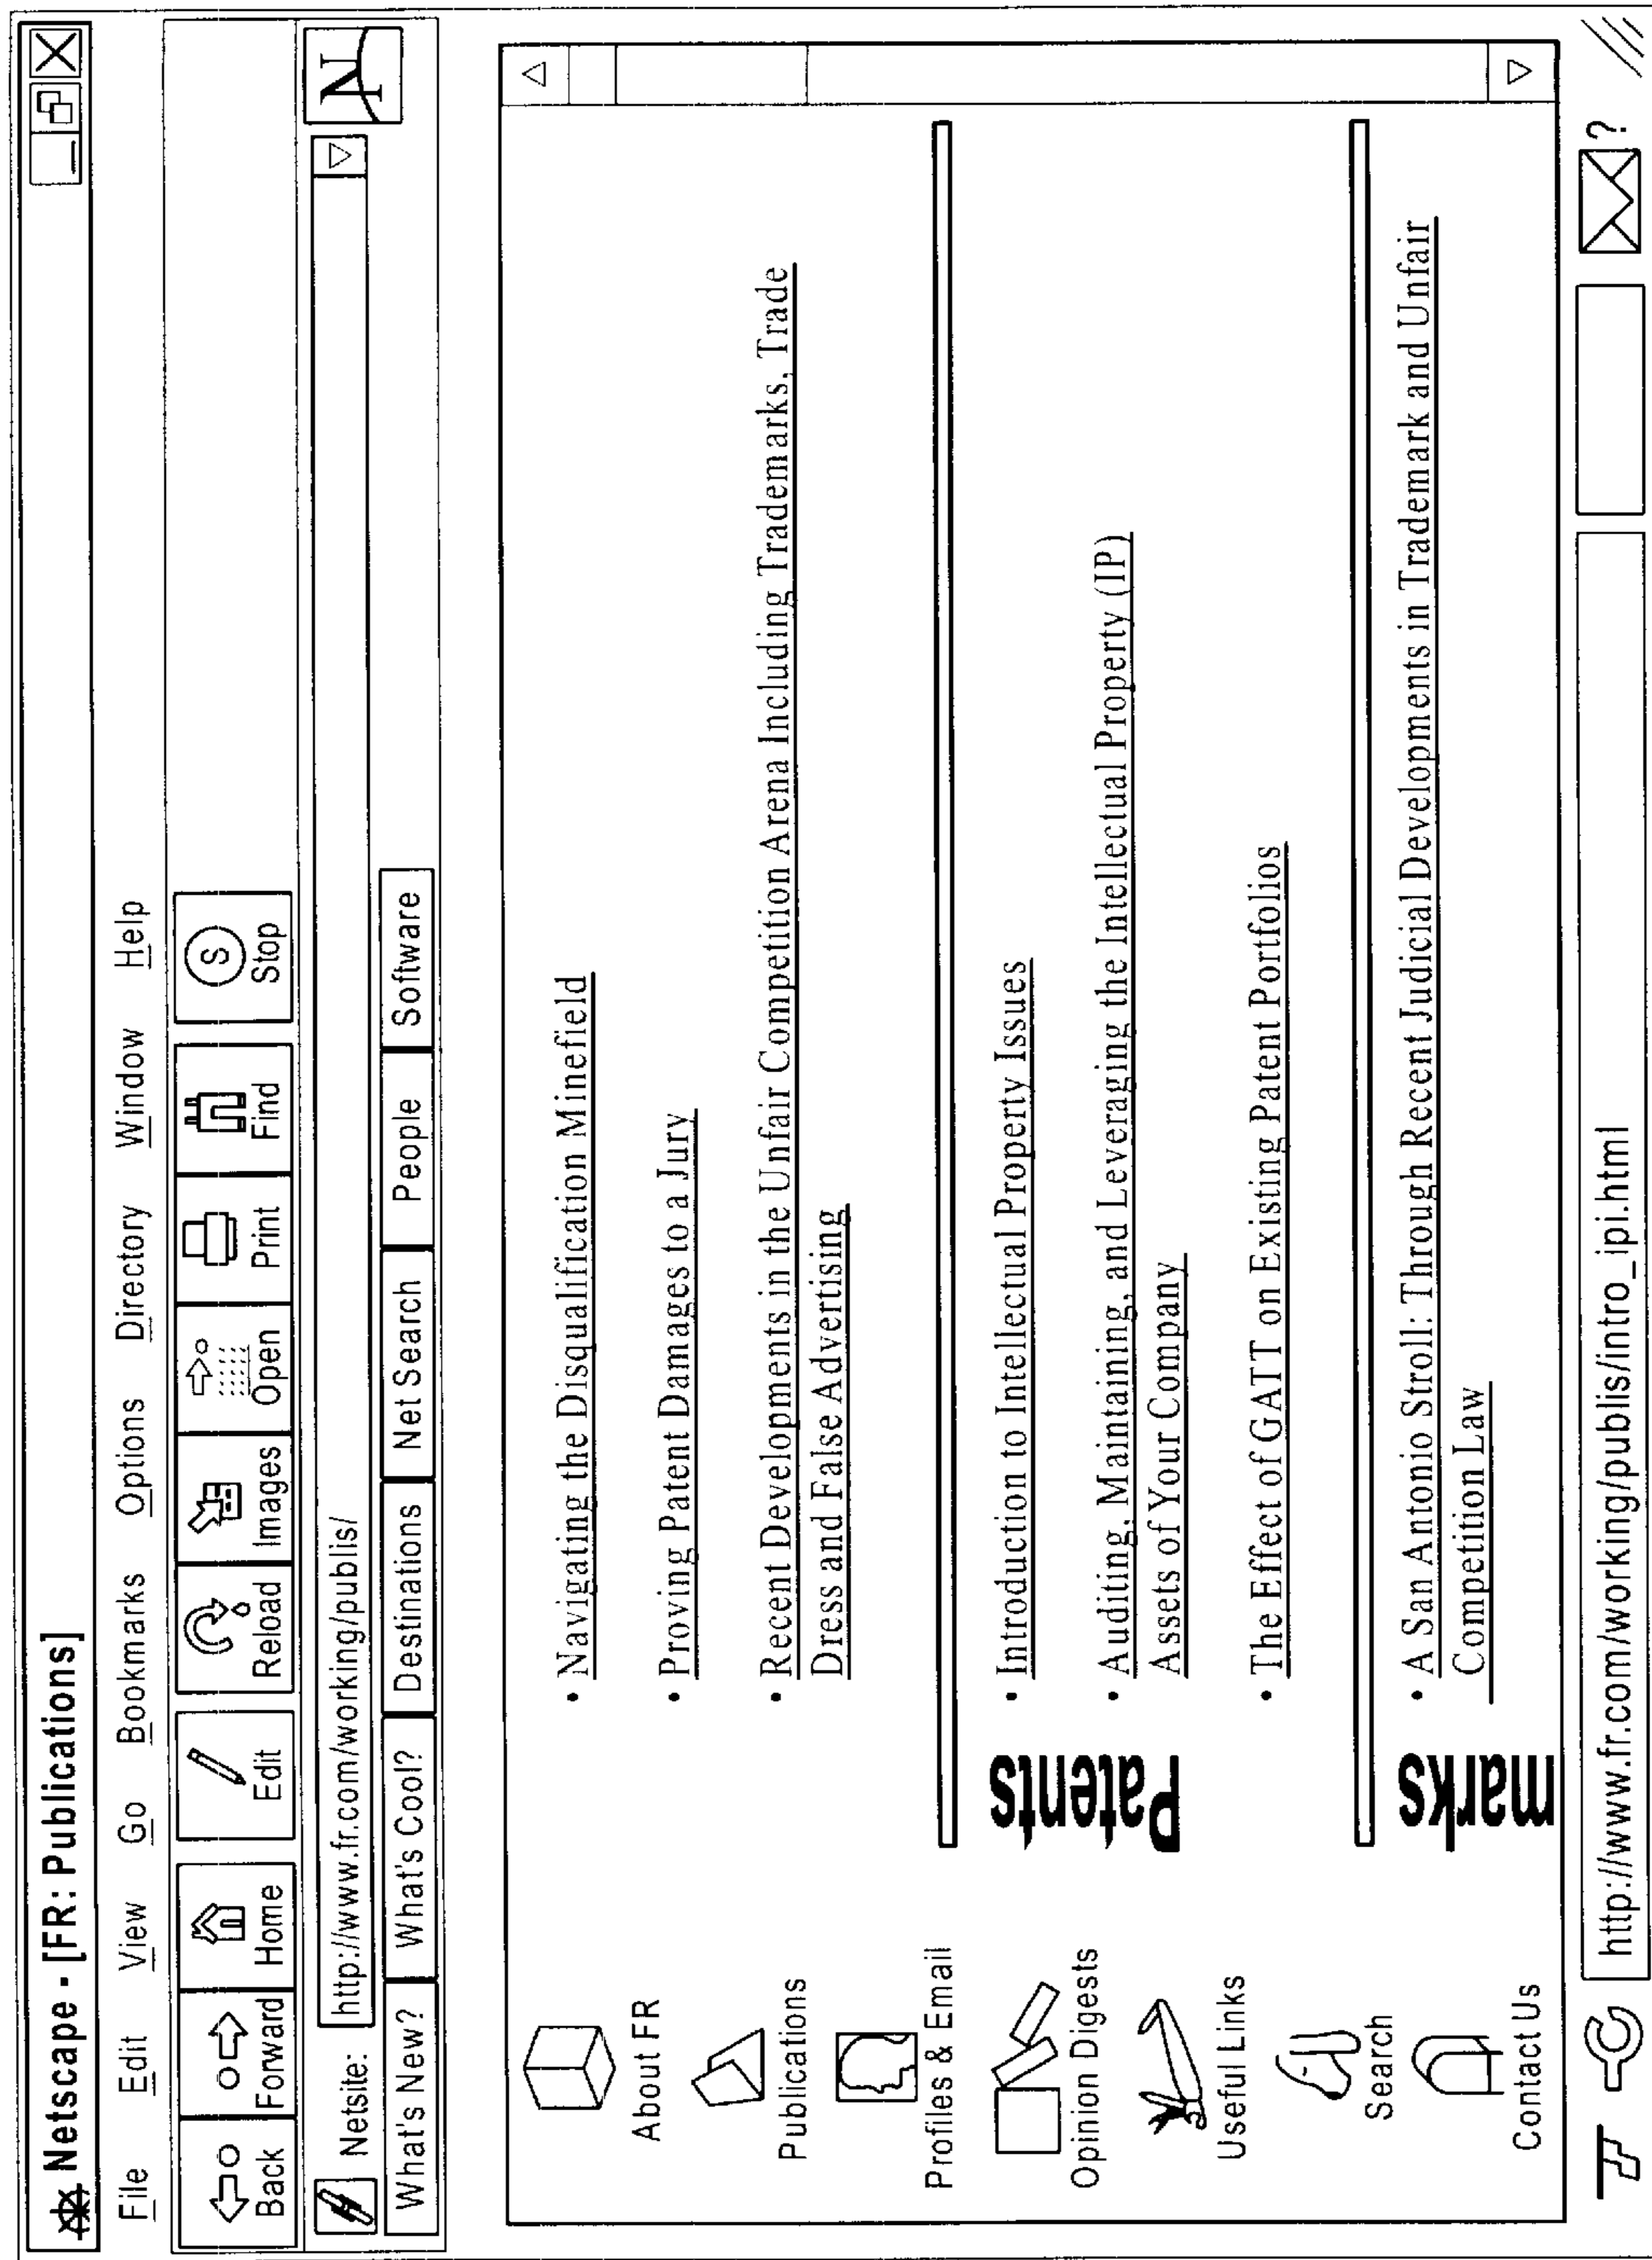 Netscape - [FR: Publications]
File Edit View Go Bookmarks Options Directory Window Help
Back Forward Home Edit Reload Images Open Print Find Stop
S
Netsite: http://www.fr.com/working/publis/
N
What's New? What's Cool? Destinations Net Search People Software
About FR
Publications
Profiles & Email
Opinion Digests
Useful Links
Search
Contact Us
• Navigating the Disqualification Minefield
• Proving Patent Damages to a Jury
• Recent Developments in the Unfair Competition Arena Including Trademarks, Trade
Dress and False Advertising
Patents
• Introduction to Intellectual Property Issues
• Auditing, Maintaining, and Leveraging the Intellectual Property (IP)
Assets of Your Company
• The Effect of GATT on Existing Patent Portfolios
marks
• A San Antonio Stroll: Through Recent Judicial Developments in Trademark and Unfair
Competition Law
http://www.fr.com/working/publis/intro_ipi.html
?